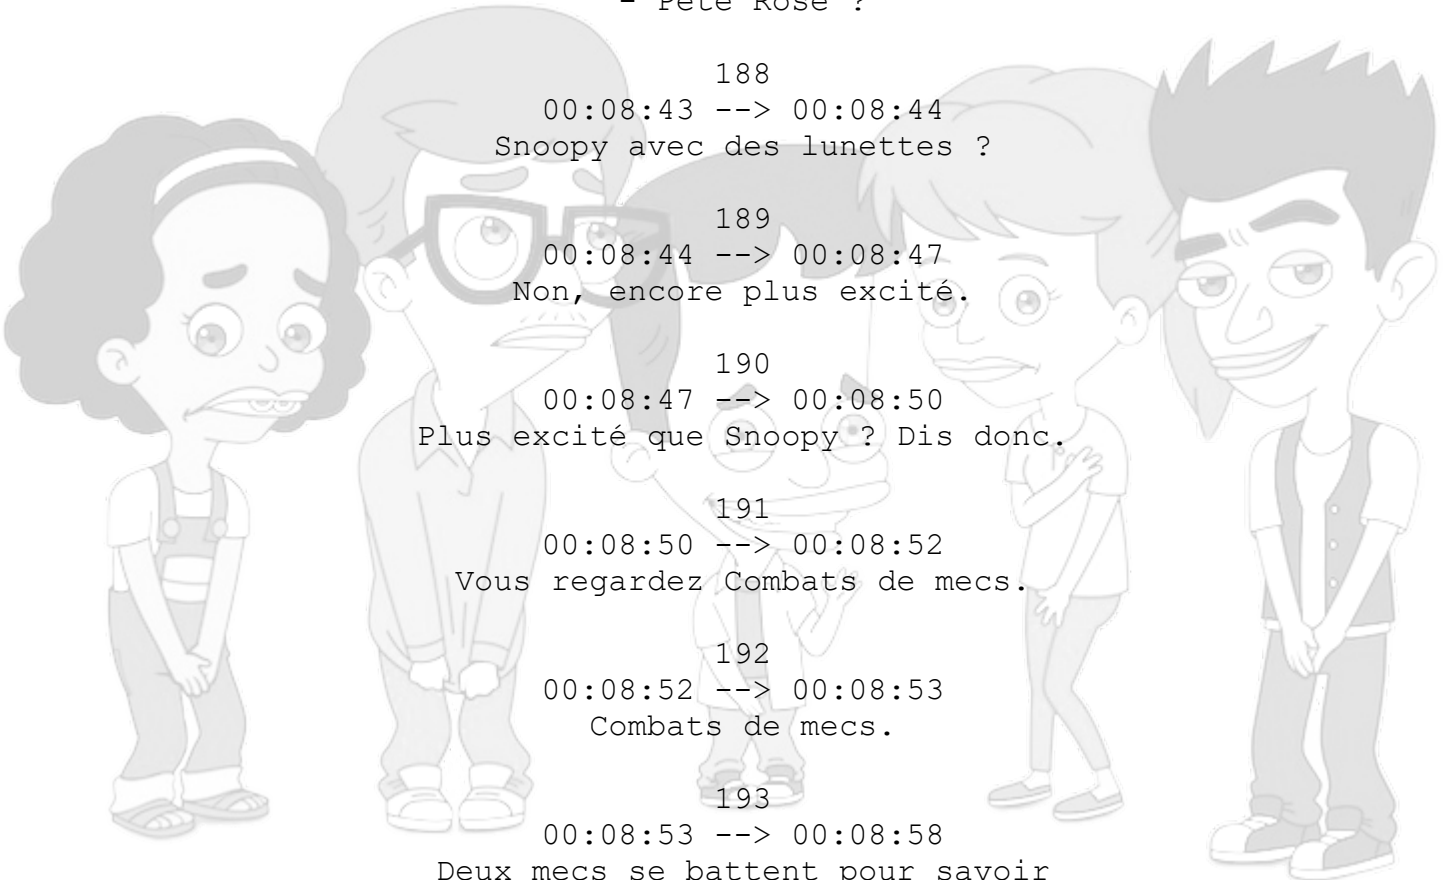 - Pete Rose ?
188
00:08:43 --> 00:08:44
Snoopy avec des lunettes ?
189
00:08:44 --> 00:08:47
Non, encore plus excité.
190
00:08:47 --> 00:08:50
Plus excité que Snoopy ? Dis donc.
191
00:08:50 --> 00:08:52
Vous regardez Combats de mecs.
192
00:08:52 --> 00:08:53
Combats de mecs.
193
00:08:53 --> 00:08:58
Deux mecs se battent pour savoir